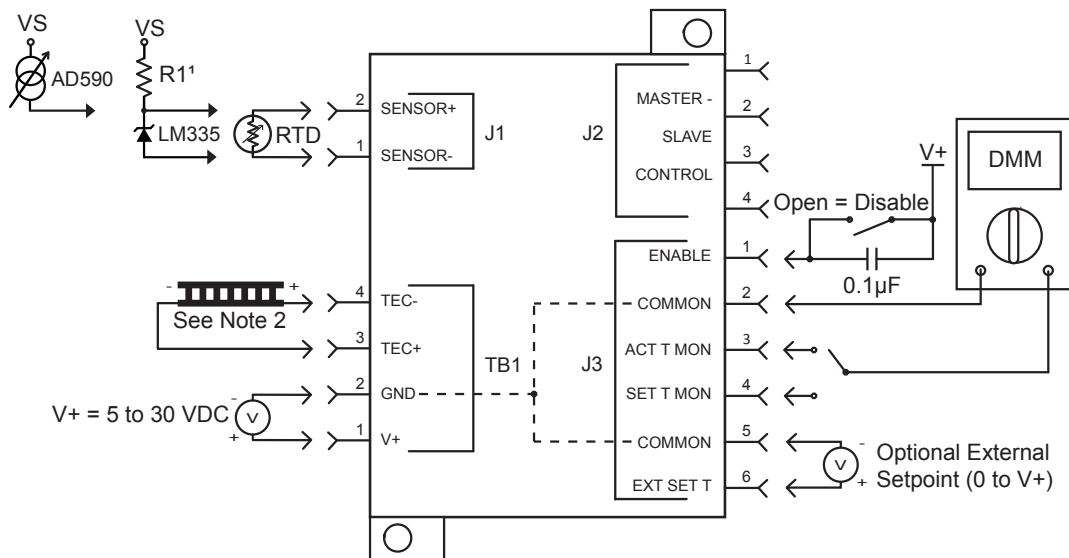 VS
AD590
VS
R1¹
LM335
RTD
2 SENSOR+
1 SENSOR-
J1
J2
MASTER -
SLAVE
CONTROL
1
2
3
4
V+
DMM
Open = Disable
0.1µF
- +
See Note 2
4 TEC-
3 TEC+
2 GND
1 V+
TB1
-
V
+
V+ = 5 to 30 VDC
J3
ENABLE 1
COMMON 2
ACT T MON 3
SET T MON 4
COMMON 5
EXT SET T 6
-
V
+
Optional External
Setpoint (0 to V+)